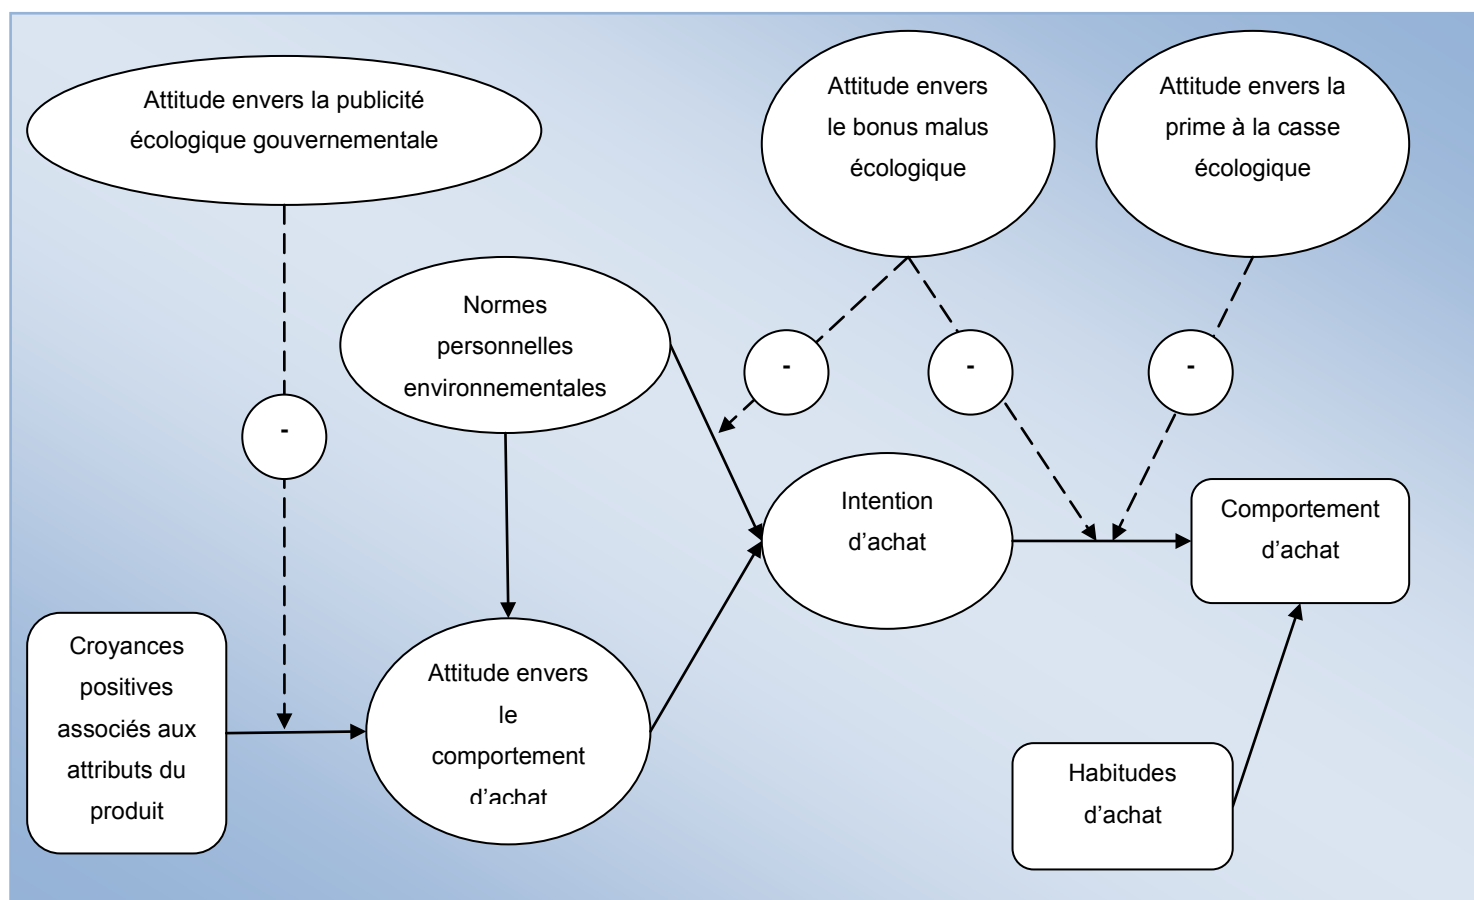 Attitude envers la publicité
écologique gouvernementale
Attitude envers
le bonus malus
écologique
Attitude envers la
prime à la casse
écologique
Normes
personnelles
environnementales
-
-
-
-
Intention
d’achat
Comportement
d’achat
Croyances
positives
associés aux
attributs du
produit
Attitude envers
le
comportement
d’achat
Habitudes
d’achat